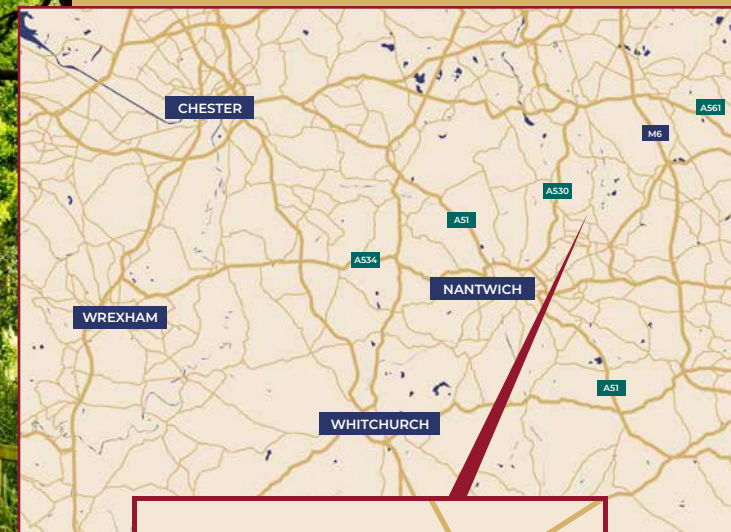 CHESTER
A561
M6
A530
A51
A534
NANTWICH
WREXHAM
A51
WHITCHURCH